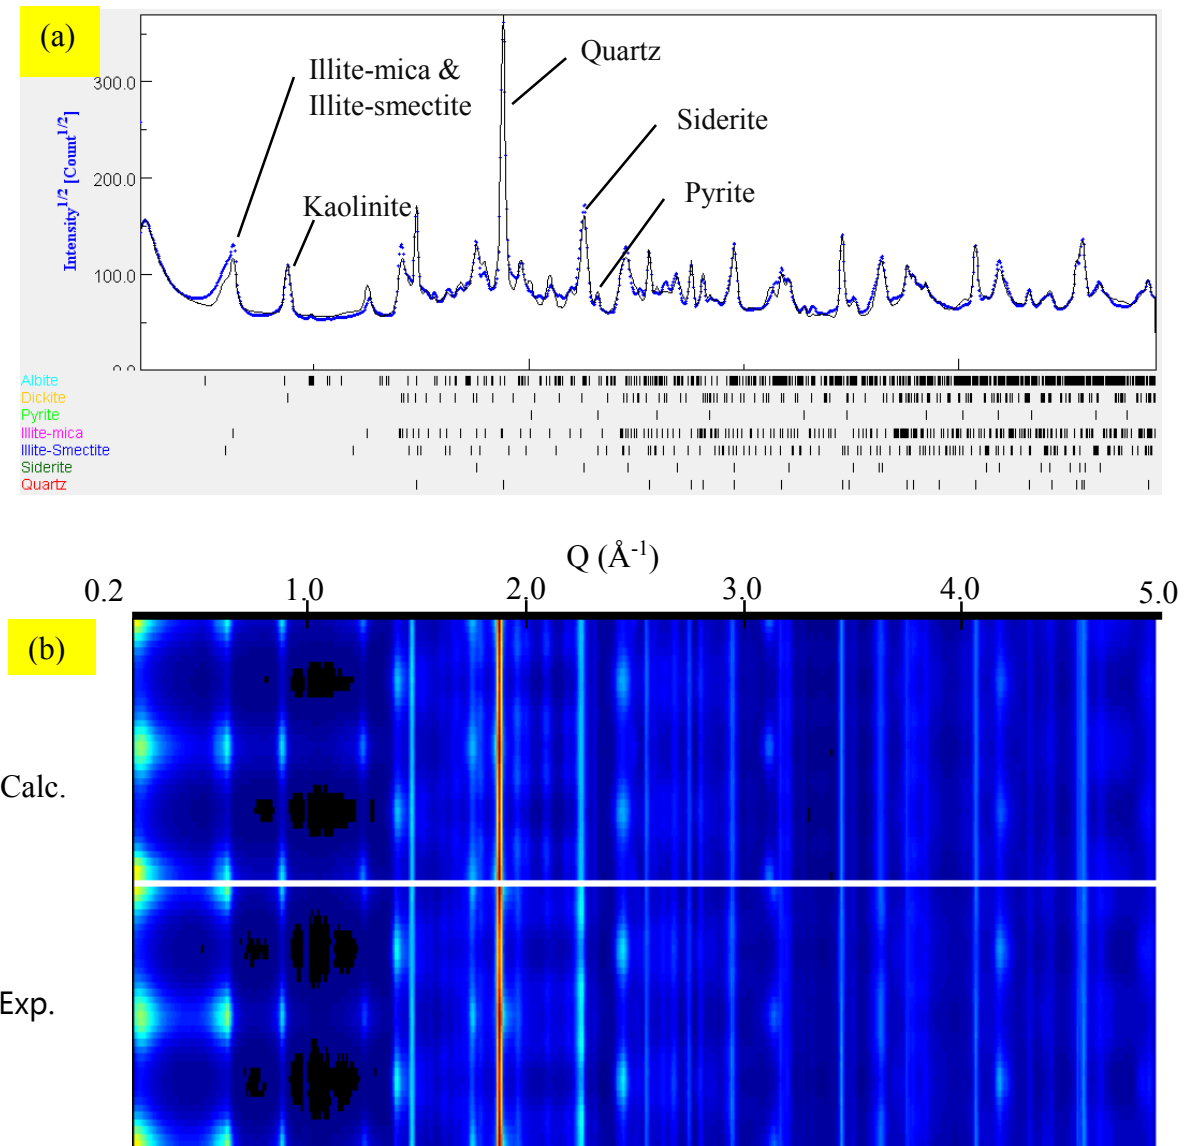 (a)
Quartz
Illite-mica &
Illite-smectite
Siderite
Pyrite
Kaolinite
Intensity1/2 [Count1/2]
300.0
200.0
100.0
0.0
Albite
Dickite
Pyrite
Illite-mica
Illite-Smectite
Siderite
Quartz
Q (Å-1)
0.2 1.0 2.0 3.0 4.0 5.0
(b)
Calc.
Exp.